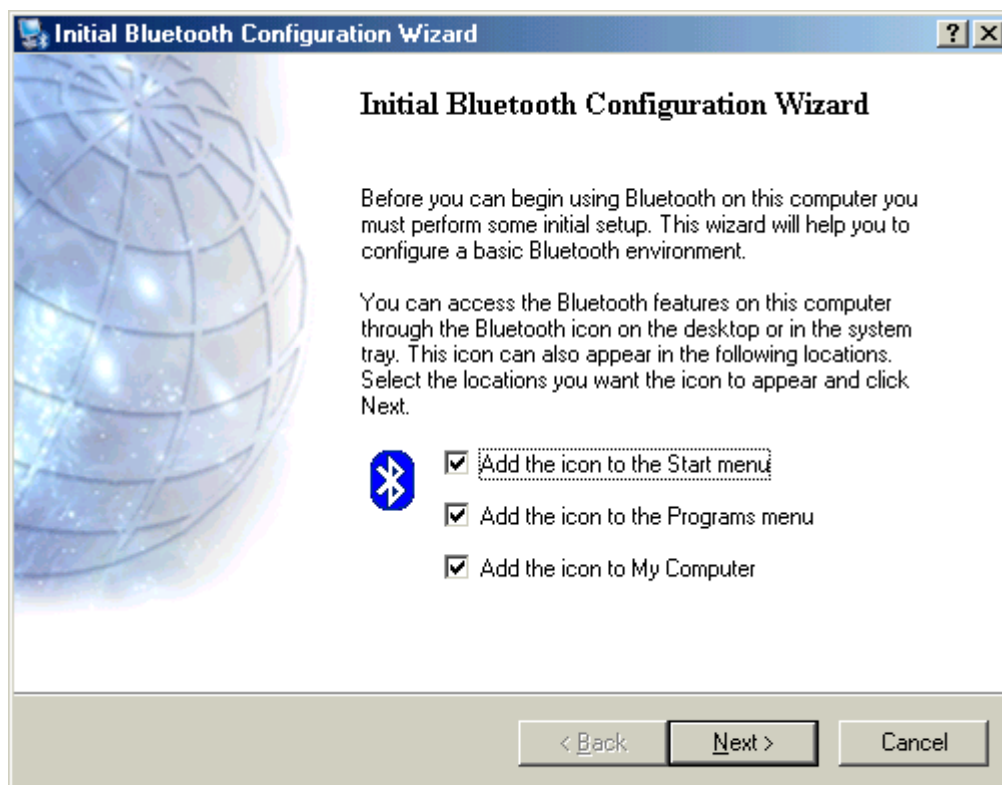 Initial Bluetooth Configuration Wizard
Initial Bluetooth Configuration Wizard
Before you can begin using Bluetooth on this computer you
must perform some initial setup. This wizard will help you to
configure a basic Bluetooth environment.
You can access the Bluetooth features on this computer
through the Bluetooth icon on the desktop or in the system
tray. This icon can also appear in the following locations.
Select the locations you want the icon to appear and click
Next.
Add the icon to the Start menu
Add the icon to the Programs menu
Add the icon to My Computer
< Back
Next >
Cancel